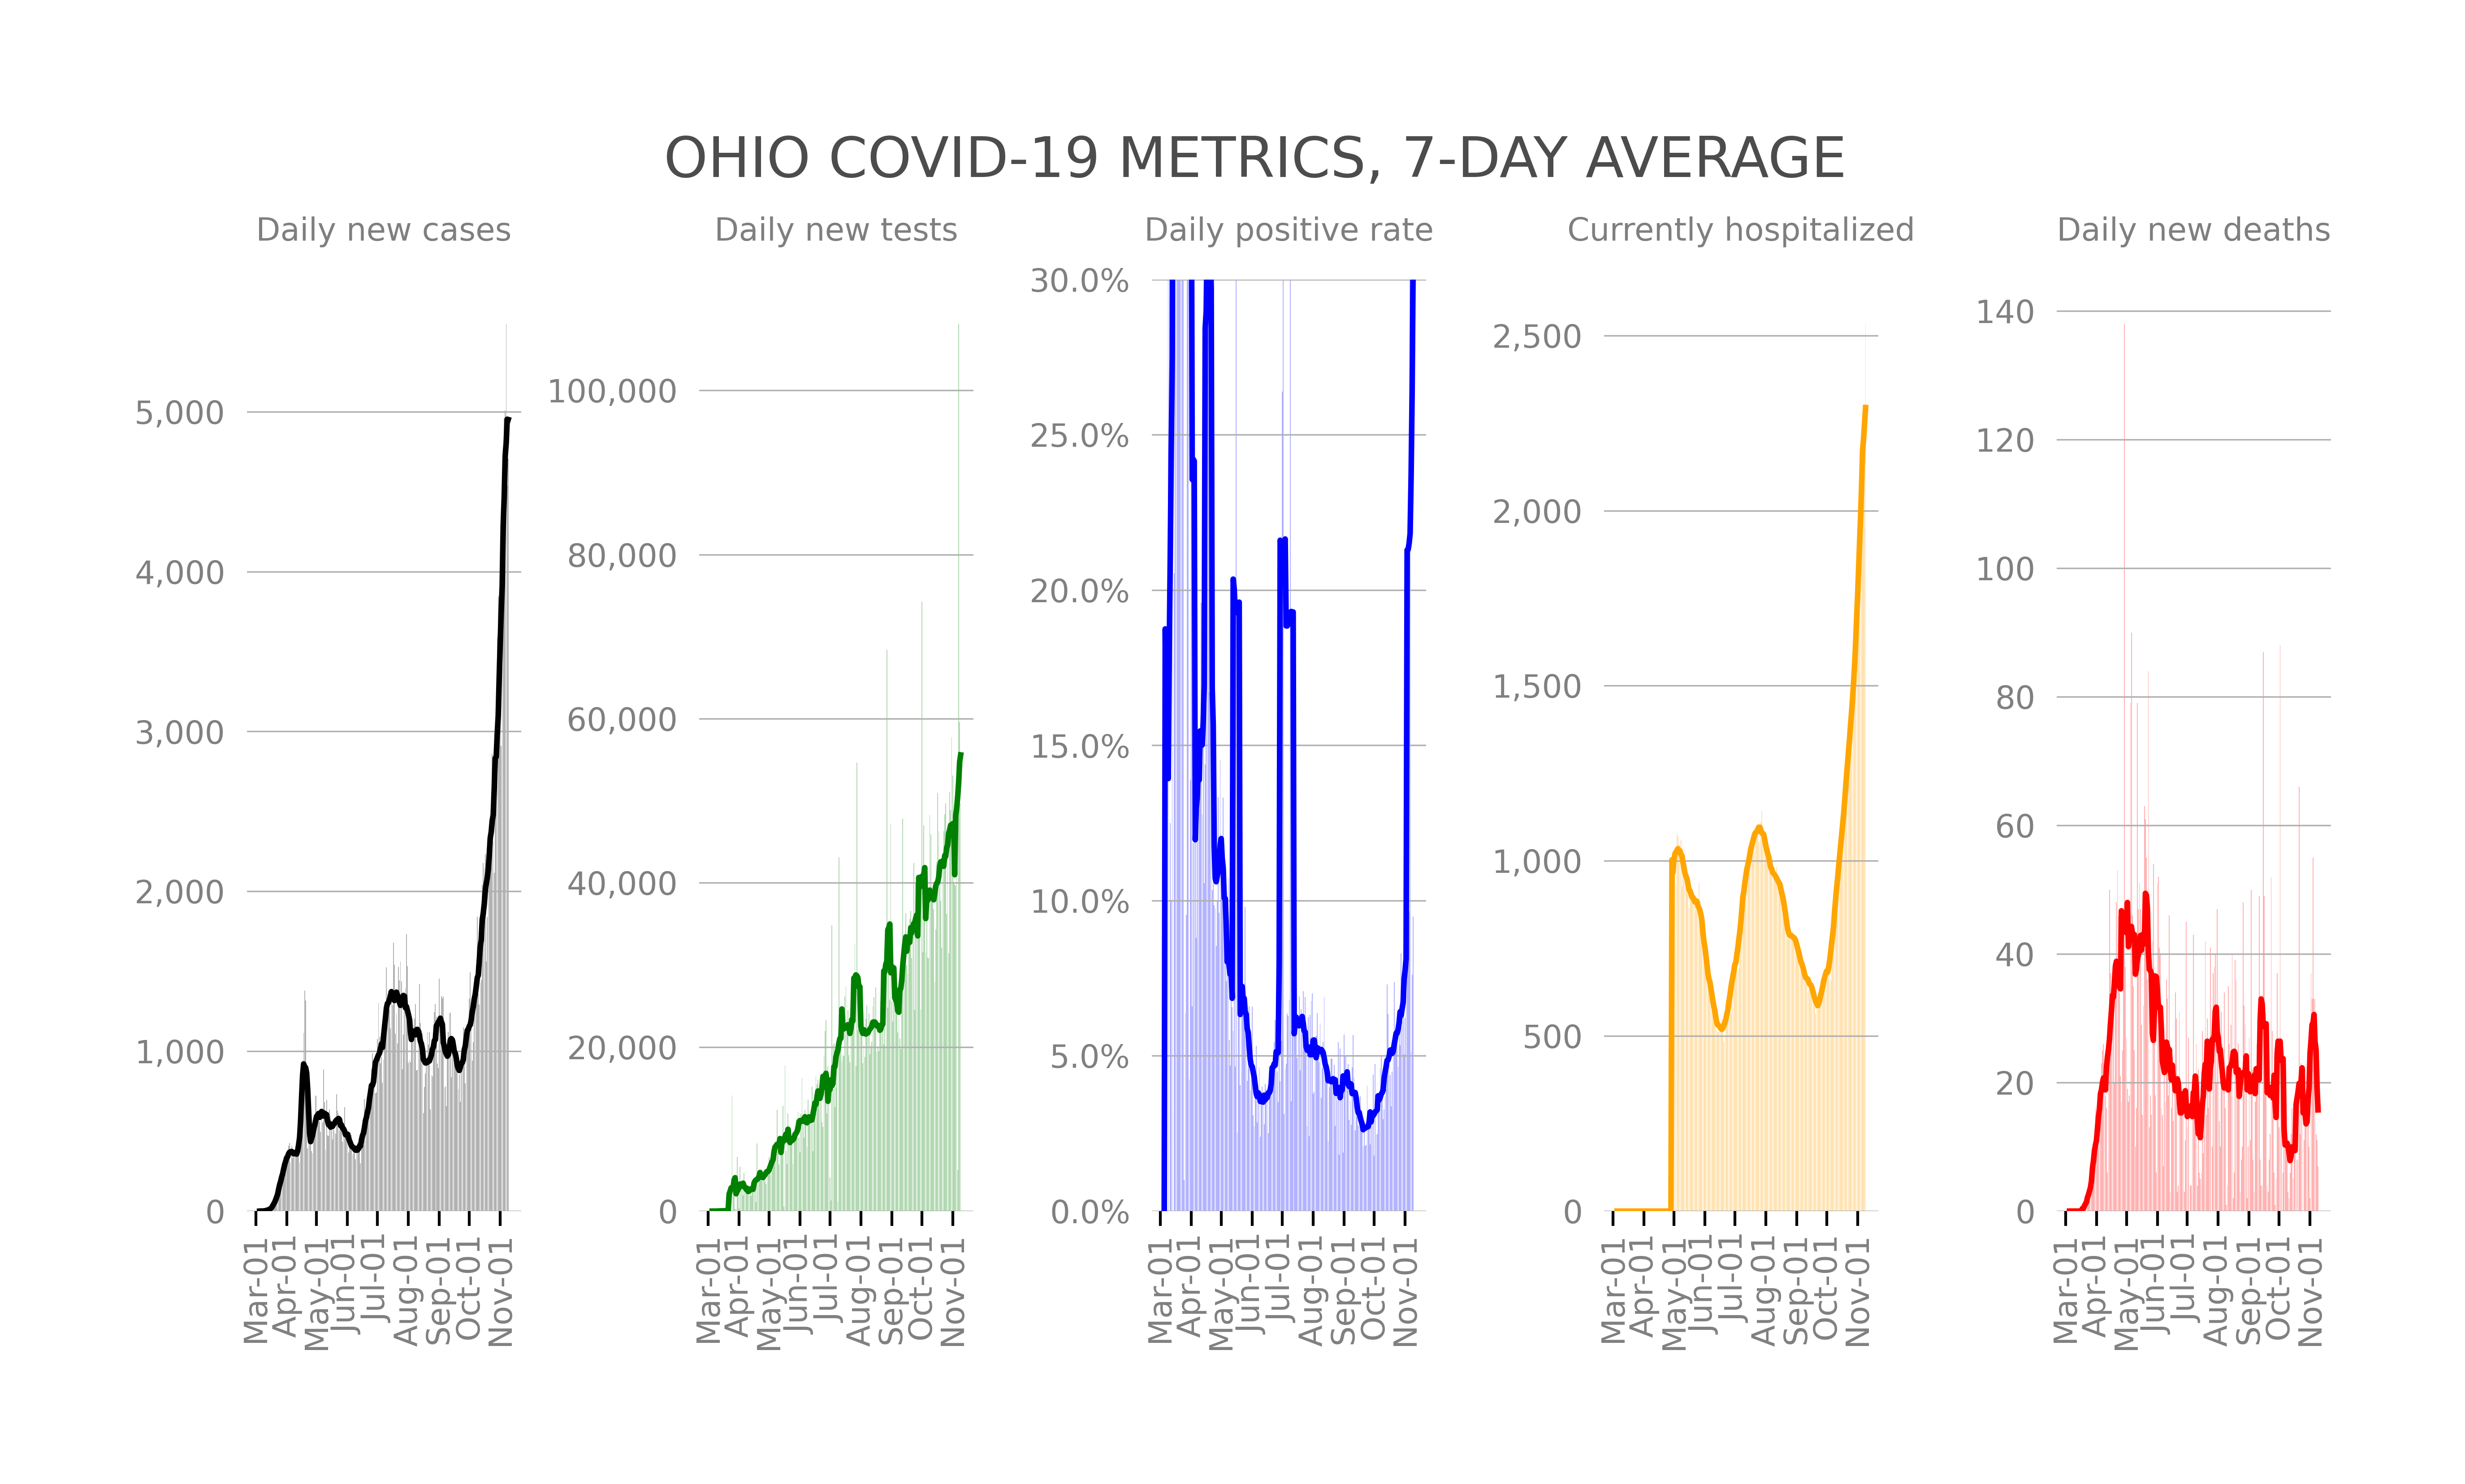 OHIO COVID-19 METRICS, 7-DAY AVERAGE
Daily new cases
5,000
4,000
3,000
2,000
1,000
0
Mar-01
Apr-01
May-01
Jun-01
Jul-01
Aug-01
Sep-01
Oct-01
Nov-01
Daily new tests
100,000
80,000
60,000
40,000
20,000
0
Mar-01
Apr-01
May-01
Jun-01
Jul-01
Aug-01
Sep-01
Oct-01
Nov-01
Daily positive rate
30.0%
25.0%
20.0%
15.0%
10.0%
5.0%
0.0%
Mar-01
Apr-01
May-01
Jun-01
Jul-01
Aug-01
Sep-01
Oct-01
Nov-01
Currently hospitalized
2,500
2,000
1,500
1,000
500
0
Mar-01
Apr-01
May-01
Jun-01
Jul-01
Aug-01
Sep-01
Oct-01
Nov-01
Daily new deaths
140
120
100
80
60
40
20
0
Mar-01
Apr-01
May-01
Jun-01
Jul-01
Aug-01
Sep-01
Oct-01
Nov-01